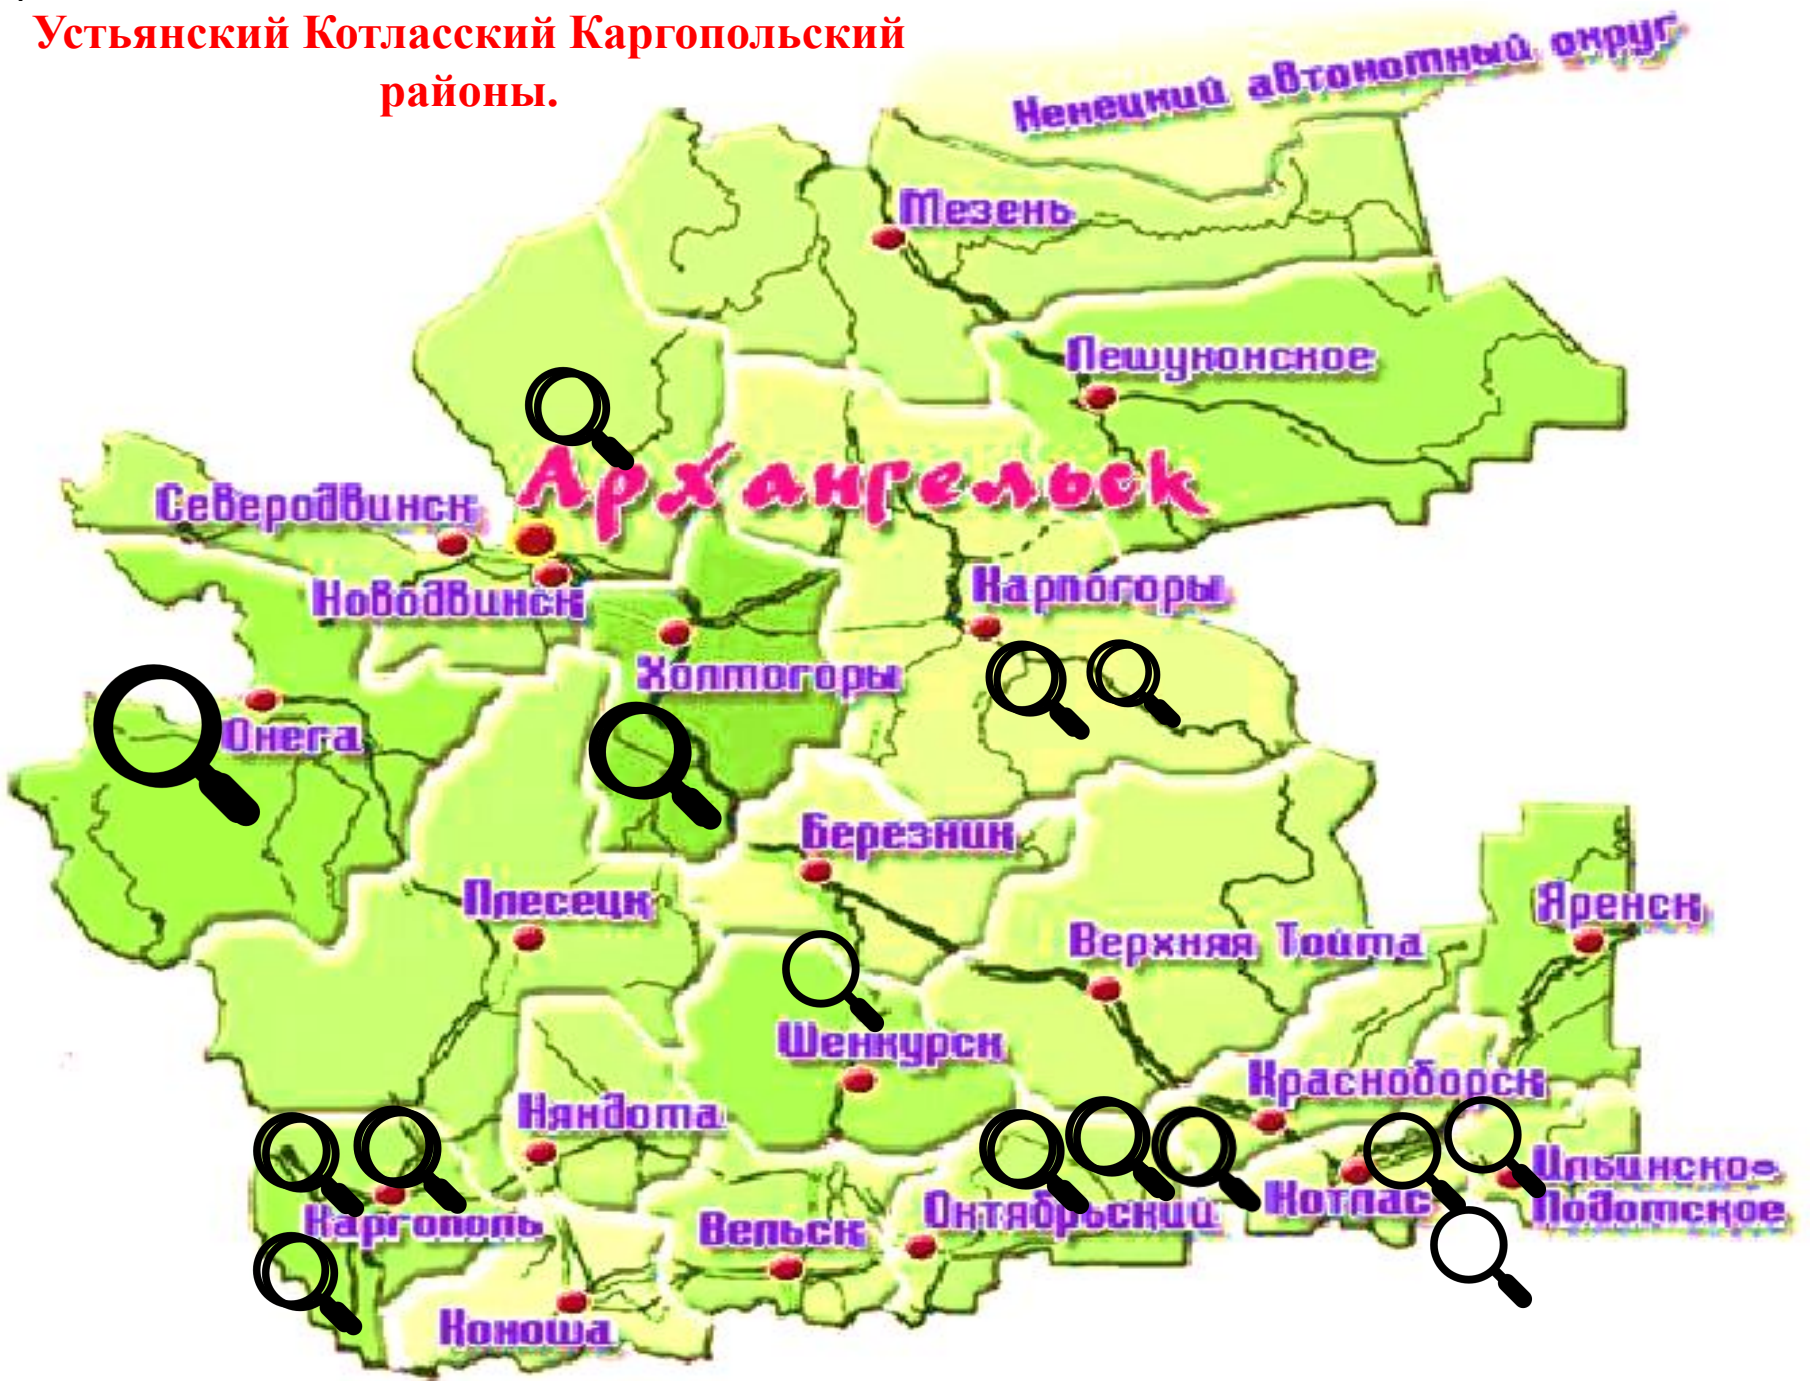 Устьянский Котласский Каргопольский
районы.
Ненецкий автономный округ
Мезень
Пешуконское
Архангельск
Северодвинск
Новодвинск
Карпогоры
Холмогоры
Онега
Березник
Плесецк
Яренск
Верхняя Тойма
Шенкурск
Красноборск
Няндома
Ильинско-
Подомское
Котлас
Октябрьский
Каргополь
Вельск
Коноша